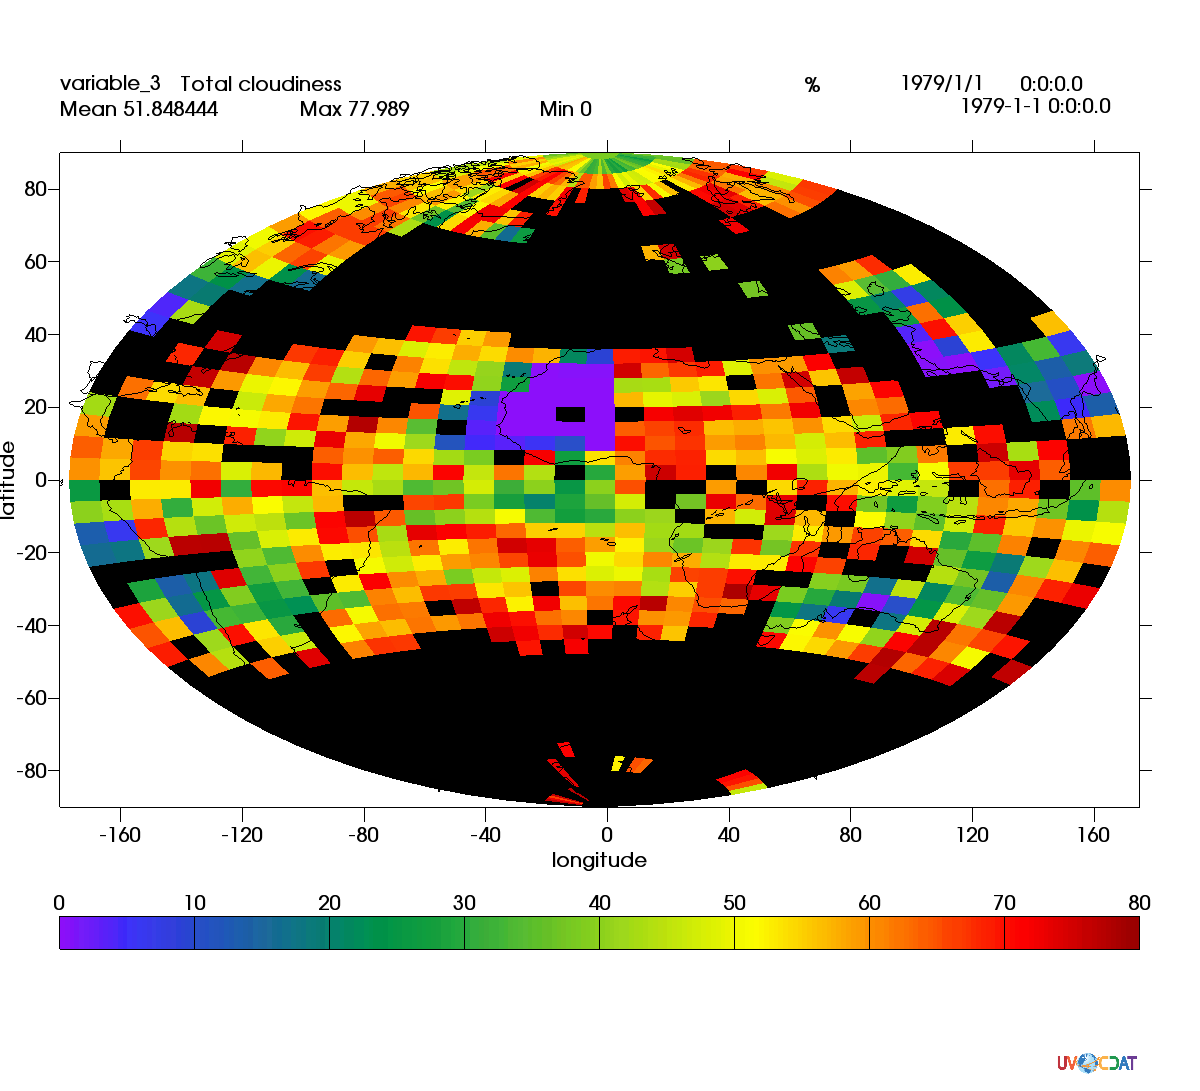 variable_3 Total cloudiness % 1979/1/1 0:0:0.0
Mean 51.848444 Max 77.989 Min 0 1979-1-1 0:0:0.0
80
60
40
20
0
-20
-40
-60
-80
latitude
-160 -120 -80 -40 0 40 80 120 160
longitude
0 10 20 30 40 50 60 70 80
UV CDAT